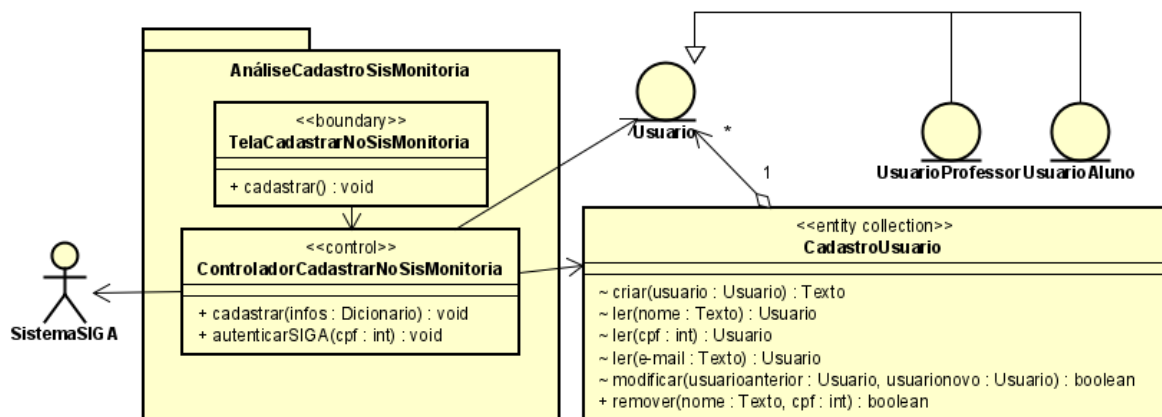 AnáliseCadastroSisMonitoria
<<boundary>>
TelaCadastrarNoSisMonitoria
+ cadastrar() : void
<<control>>
ControladorCadastrarNoSisMonitoria
+ cadastrar(infos : Dicionario) : void
+ autenticarSIGA(cpf : int) : void
SistemaSIGA
Usuario
*
1
UsuarioProfessor
UsuarioAluno
<<entity collection>>
CadastroUsuario
~ criar(usuario : Usuario) : Texto
~ ler(nome : Texto) : Usuario
~ ler(cpf : int) : Usuario
~ ler(e-mail : Texto) : Usuario
~ modificar(usuarioanterior : Usuario, usuarionovo : Usuario) : boolean
+ remover(nome : Texto, cpf : int) : boolean